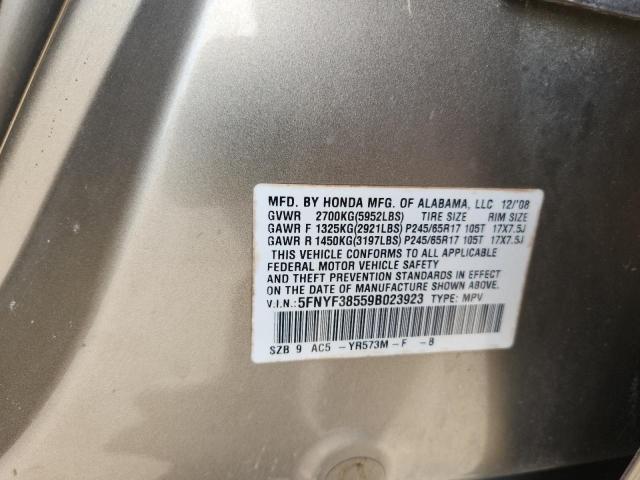 MFD. BY HONDA MFG. OF ALABAMA, LLC 12/'08
GVWR 2700KG(5952LBS) TIRE SIZE RIM SIZE
GAWR F 1325KG(2921LBS) P245/65R17 105T 17X7.5J
GAWR R 1450KG(3197LBS) P245/65R17 105T 17X7.5J
THIS VEHICLE CONFORMS TO ALL APPLICABLE
FEDERAL MOTOR VEHICLE SAFETY
AND THEFT PREVENTION STANDARDS IN EFFECT
ON THE DATE OF MANUFACTURE SHOWN ABOVE.
V.I.N.: 5FNYF38559B023923 TYPE: MPV
SZB 9 AC5 -YR573M -F -B